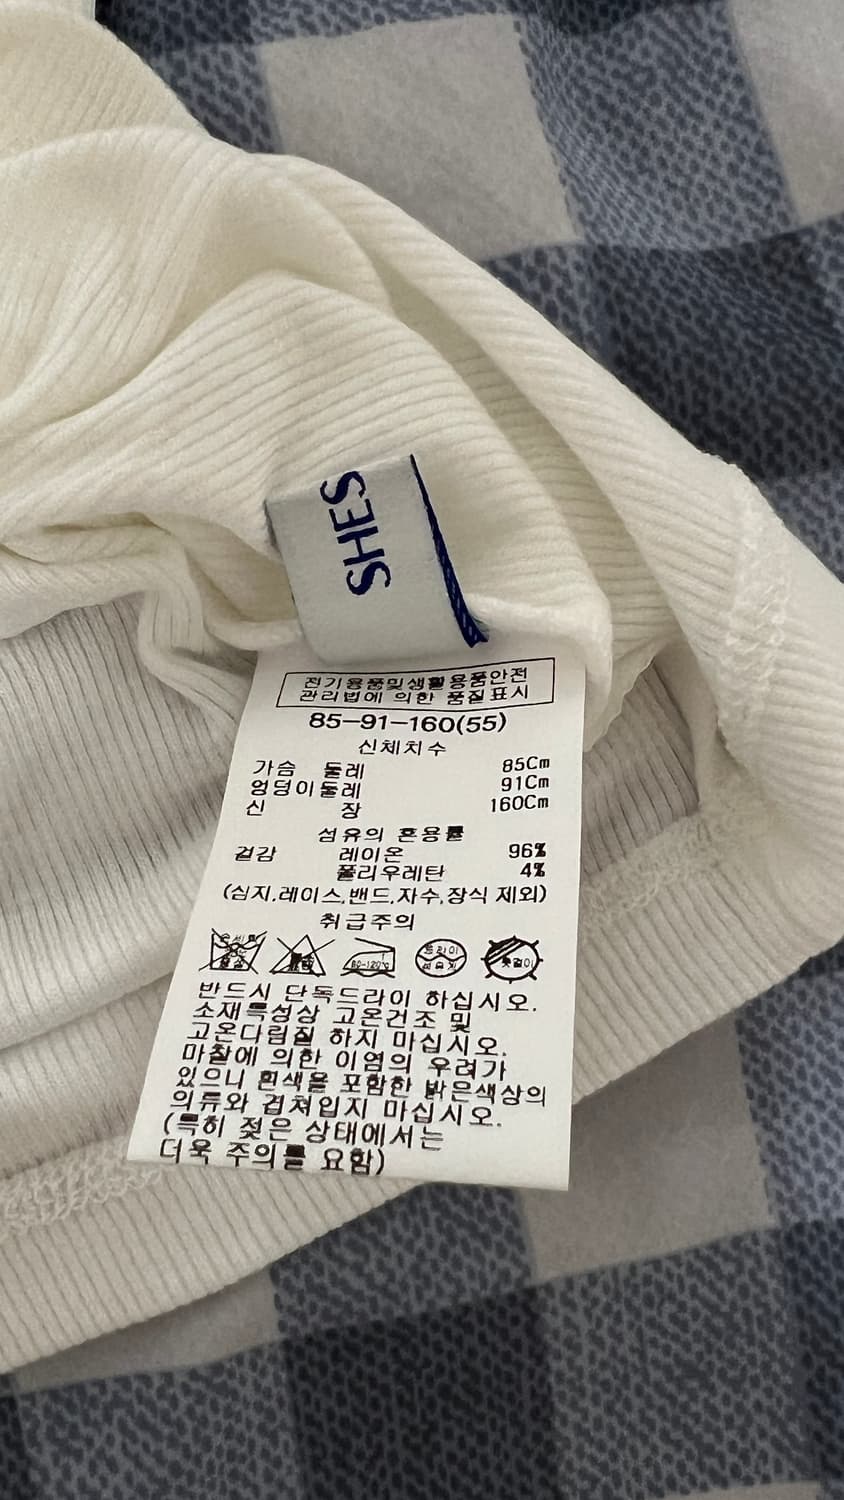 SHES
전기용품및생활용품안전
관리법에 의한 품질표시
85-91-160(55)
신체치수
가슴 둘레 85Cm
엉덩이둘레 91Cm
신 장 160Cm
섬유의 혼용률
겉감 레이온 96%
폴리우레탄 4%
(심지,레이스,밴드,자수,장식 제외)
취급주의
80-120℃ 드라이 옷걸이
반드시 단독드라이 하십시오.
소재특성상 고온건조 및
고온다림질 하지 마십시오.
마찰에 의한 이염의 우려가
있으니 흰색을 포함한 밝은색상의
의류와 겹쳐입지 마십시오.
(특히 젖은 상태에서는
더욱 주의를 요함)